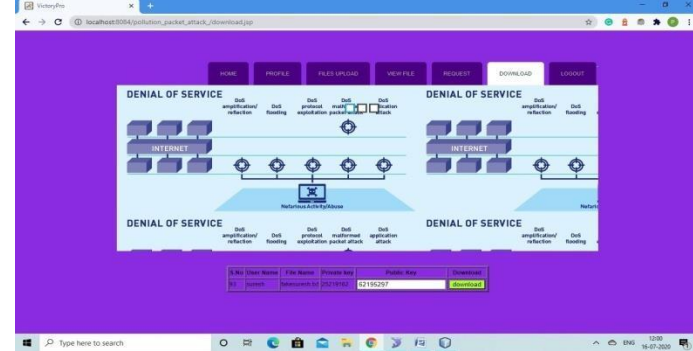 VictoryPro
localhost:8084/pollution_packet_attack_/download.jsp
HOME PROFILE FILES UPLOAD VIEW FILE REQUEST DOWNLOAD LOGOUT
DENIAL OF SERVICE
DoS amplification/ reflection
DoS flooding
DoS protocol exploitation
DoS
packet
attack
INTERNET
Nefarious Activity/Abuse
DENIAL OF SERVICE
DoS amplification/ reflection
DoS flooding
INTERNET
DENIAL OF SERVICE
DoS amplification/ reflection
DoS flooding
DoS protocol exploitation
DoS malformed packet attack
DoS application attack
DENIAL OF SERVICE
DoS amplification/ reflection
DoS flooding
S.No User Name File Name Private key Public Key Download
62195297 download
Type here to search
ENG
12:00
16-07-2020